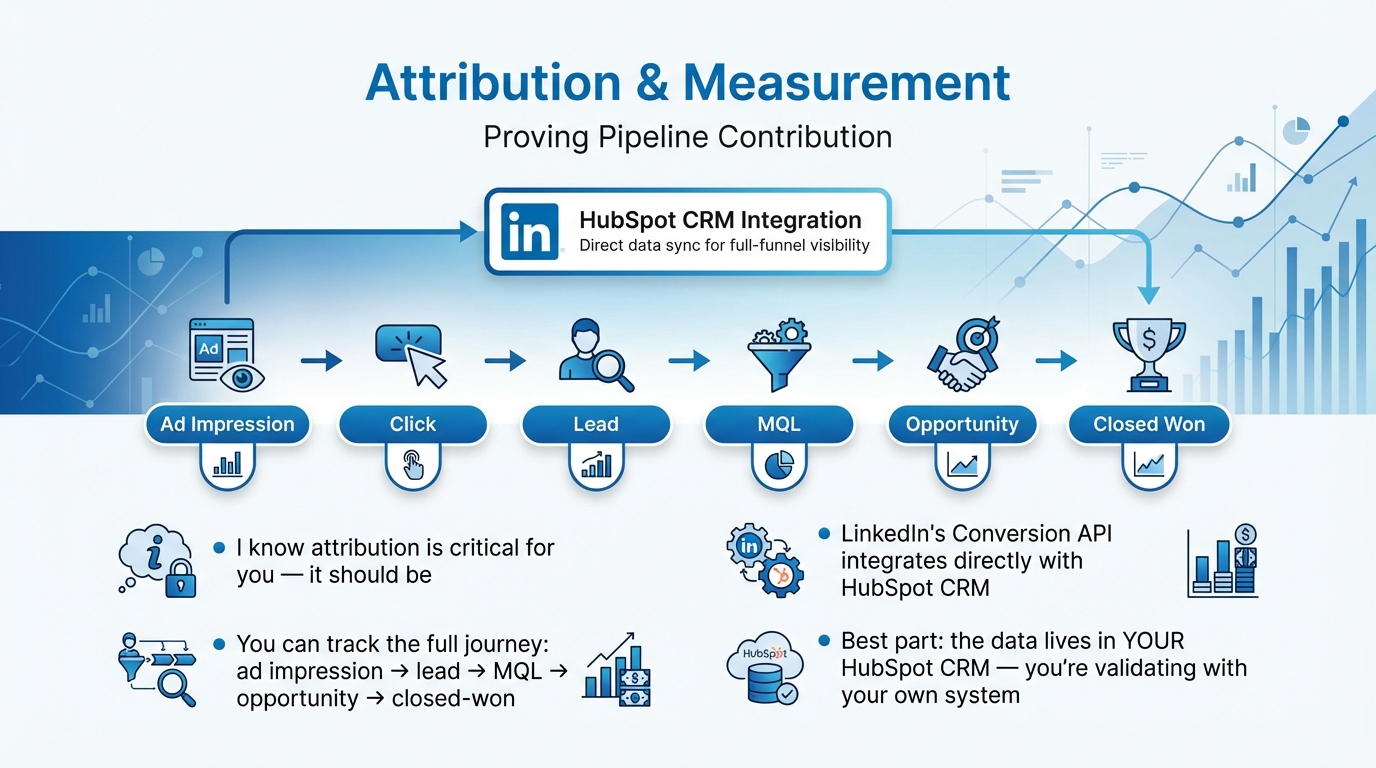 Attribution & Measurement
Proving Pipeline Contribution
in
HubSpot CRM Integration
Direct data sync for full-funnel visibility
Ad
$
Ad Impression
Click
Lead
MQL
Opportunity
Closed Won
i
I know attribution is critical for
you — it should be
in
LinkedIn's Conversion API
integrates directly with
HubSpot CRM
$
You can track the full journey:
ad impression → lead → MQL →
opportunity → closed-won
$
HubSpot
Best part: the data lives in YOUR
HubSpot CRM — you're validating with
your own system